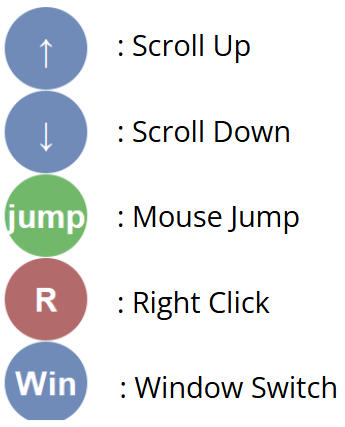 ↑ : Scroll Up
↓ : Scroll Down
jump : Mouse Jump
R : Right Click
Win : Window Switch